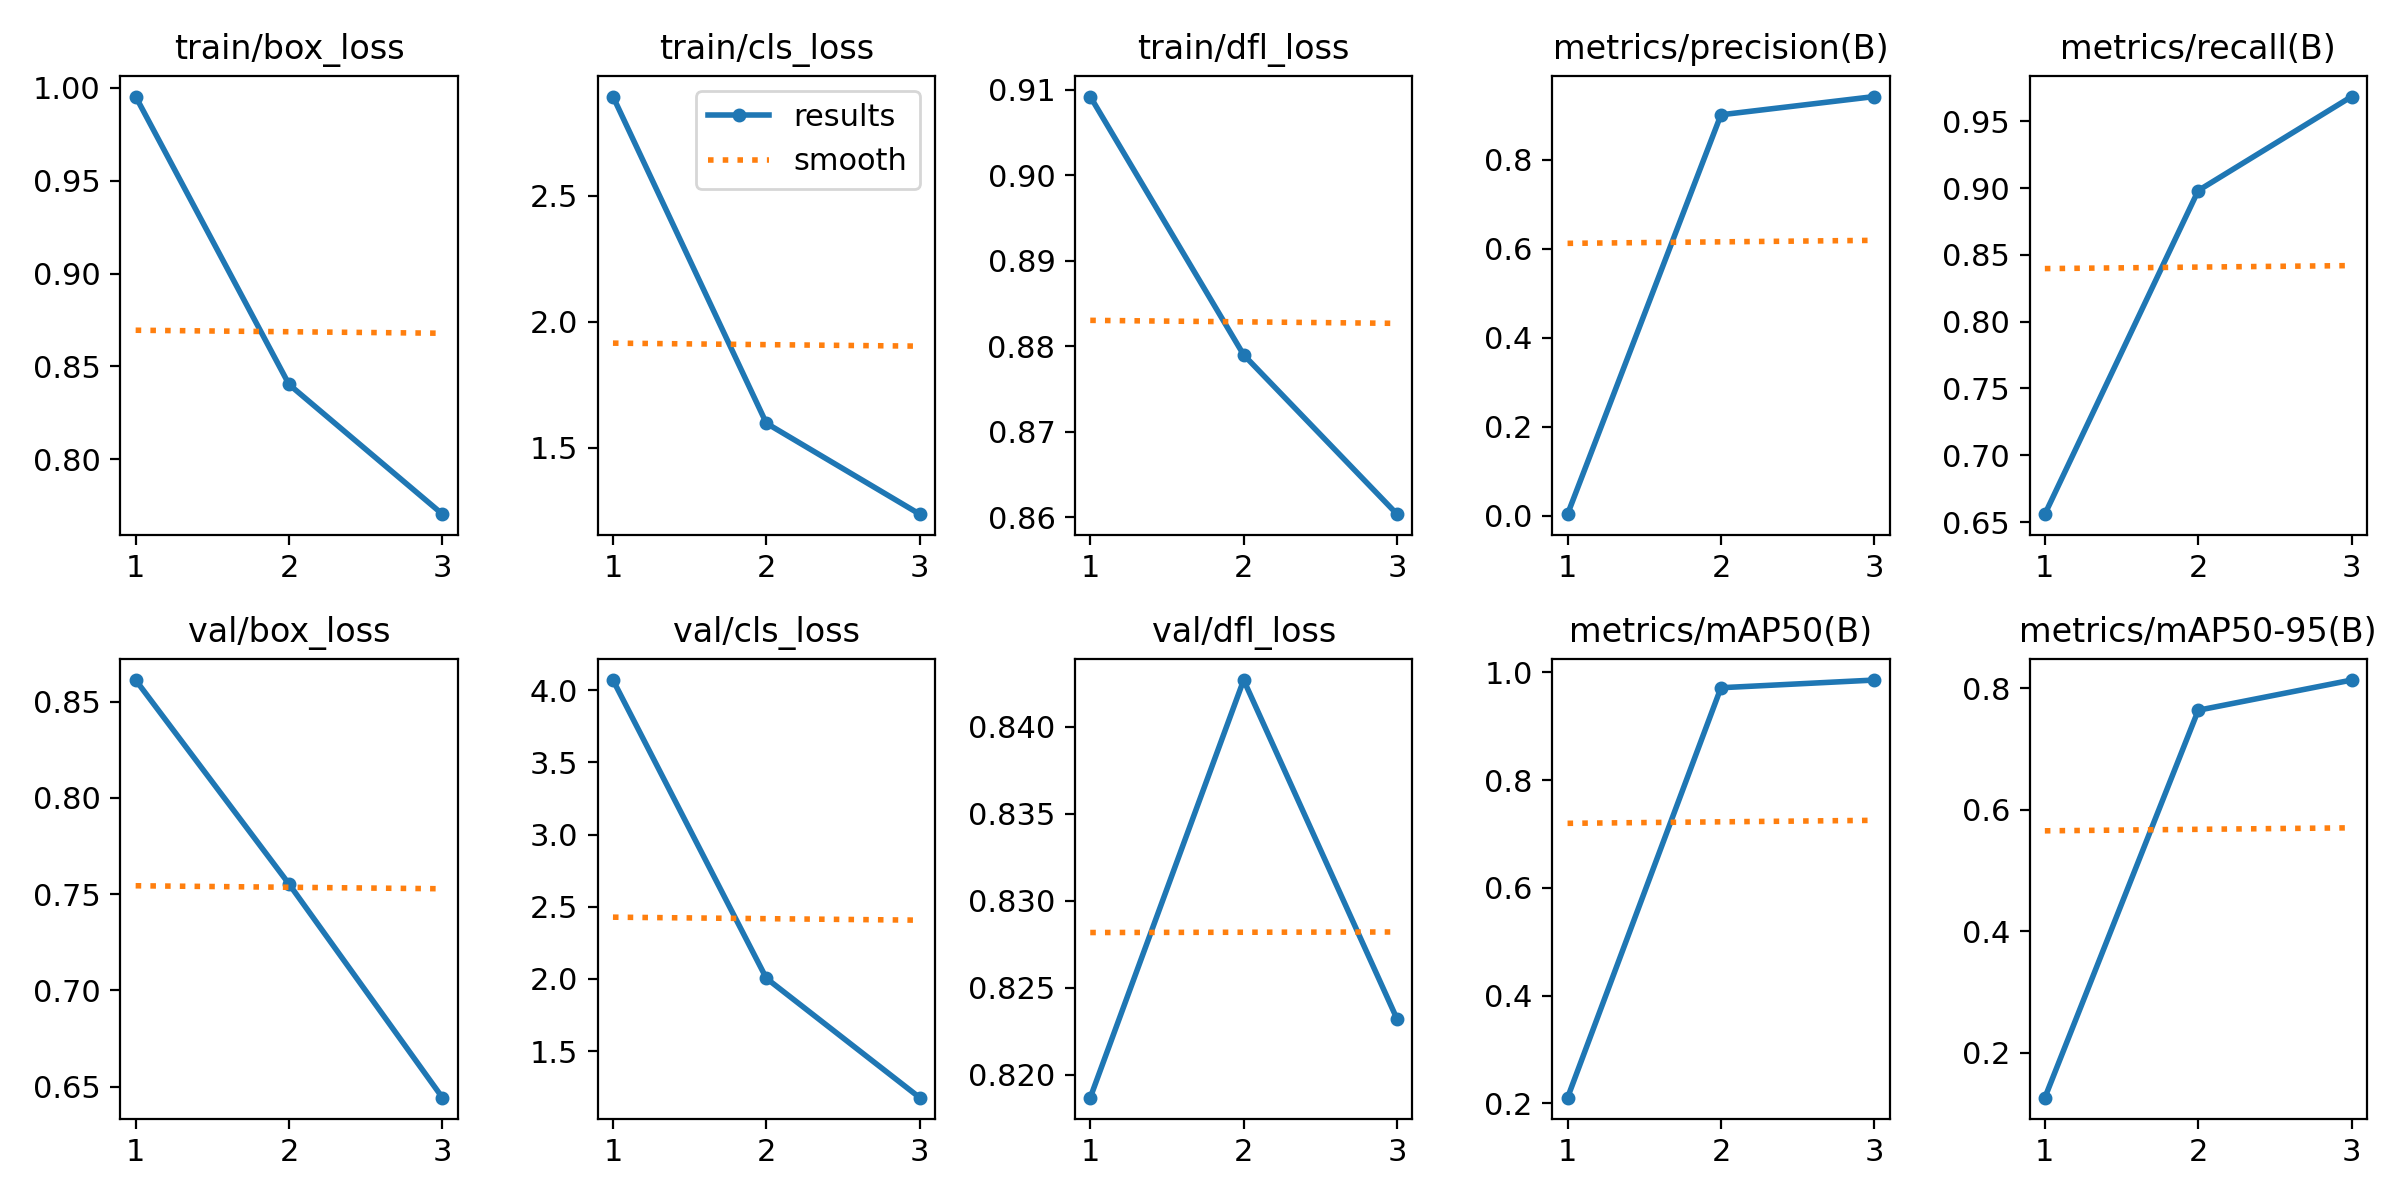 train/box_loss
1.00
0.95
0.90
0.85
0.80
1 2 3
train/cls_loss
results
smooth
2.5
2.0
1.5
1 2 3
train/dfl_loss
0.91
0.90
0.89
0.88
0.87
0.86
1 2 3
metrics/precision(B)
0.8
0.6
0.4
0.2
0.0
1 2 3
metrics/recall(B)
0.95
0.90
0.85
0.80
0.75
0.70
0.65
1 2 3
val/box_loss
0.85
0.80
0.75
0.70
0.65
1 2 3
val/cls_loss
4.0
3.5
3.0
2.5
2.0
1.5
1 2 3
val/dfl_loss
0.840
0.835
0.830
0.825
0.820
1 2 3
metrics/mAP50(B)
1.0
0.8
0.6
0.4
0.2
1 2 3
metrics/mAP50-95(B)
0.8
0.6
0.4
0.2
1 2 3